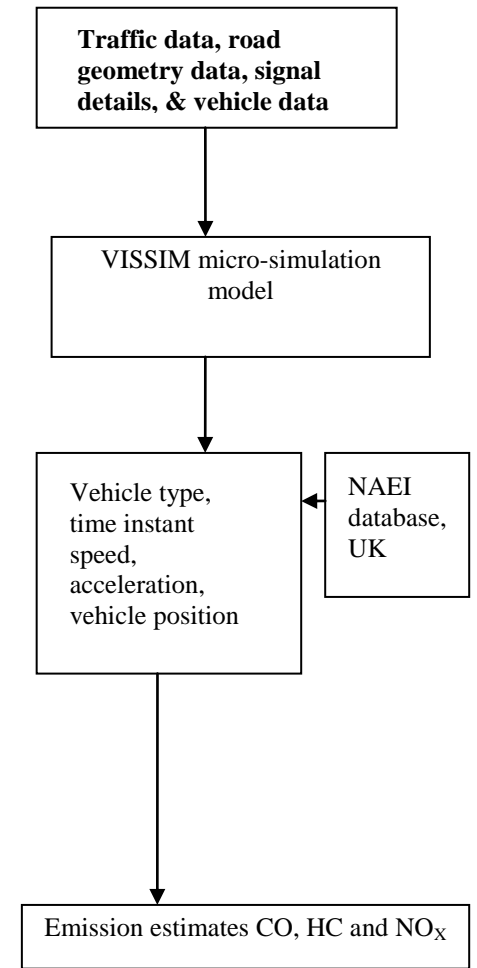 Traffic data, road
geometry data, signal
details, & vehicle data
VISSIM micro-simulation
model
Vehicle type,
time instant
speed,
acceleration,
vehicle position
NAEI
database,
UK
Emission estimates CO, HC and NOX